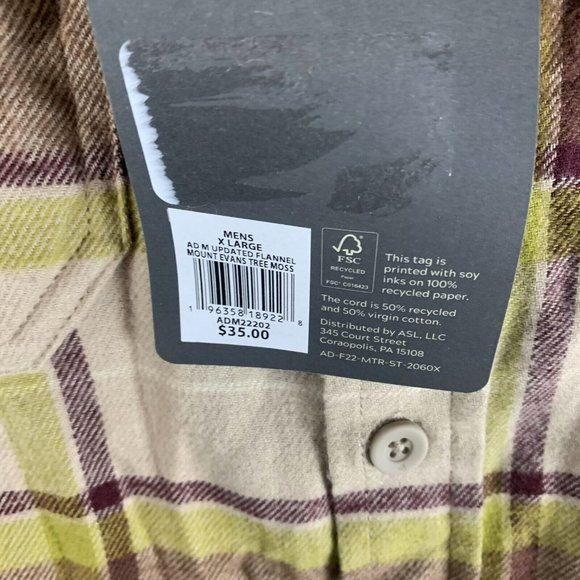 MENS
X LARGE
AD M UPDATED FLANNEL
MOUNT EVANS TREE MOSS
1 96358 18922 8
ADM22202
$35.00
FSC
RECYCLED
Paper
FSC® C016423
This tag is
printed with soy
inks on 100%
recycled paper.
The cord is 50% recycled
and 50% virgin cotton.
Distributed by ASL, LLC
345 Court Street
Coraopolis, PA 15108
AD-F22-MTR-ST-2060X